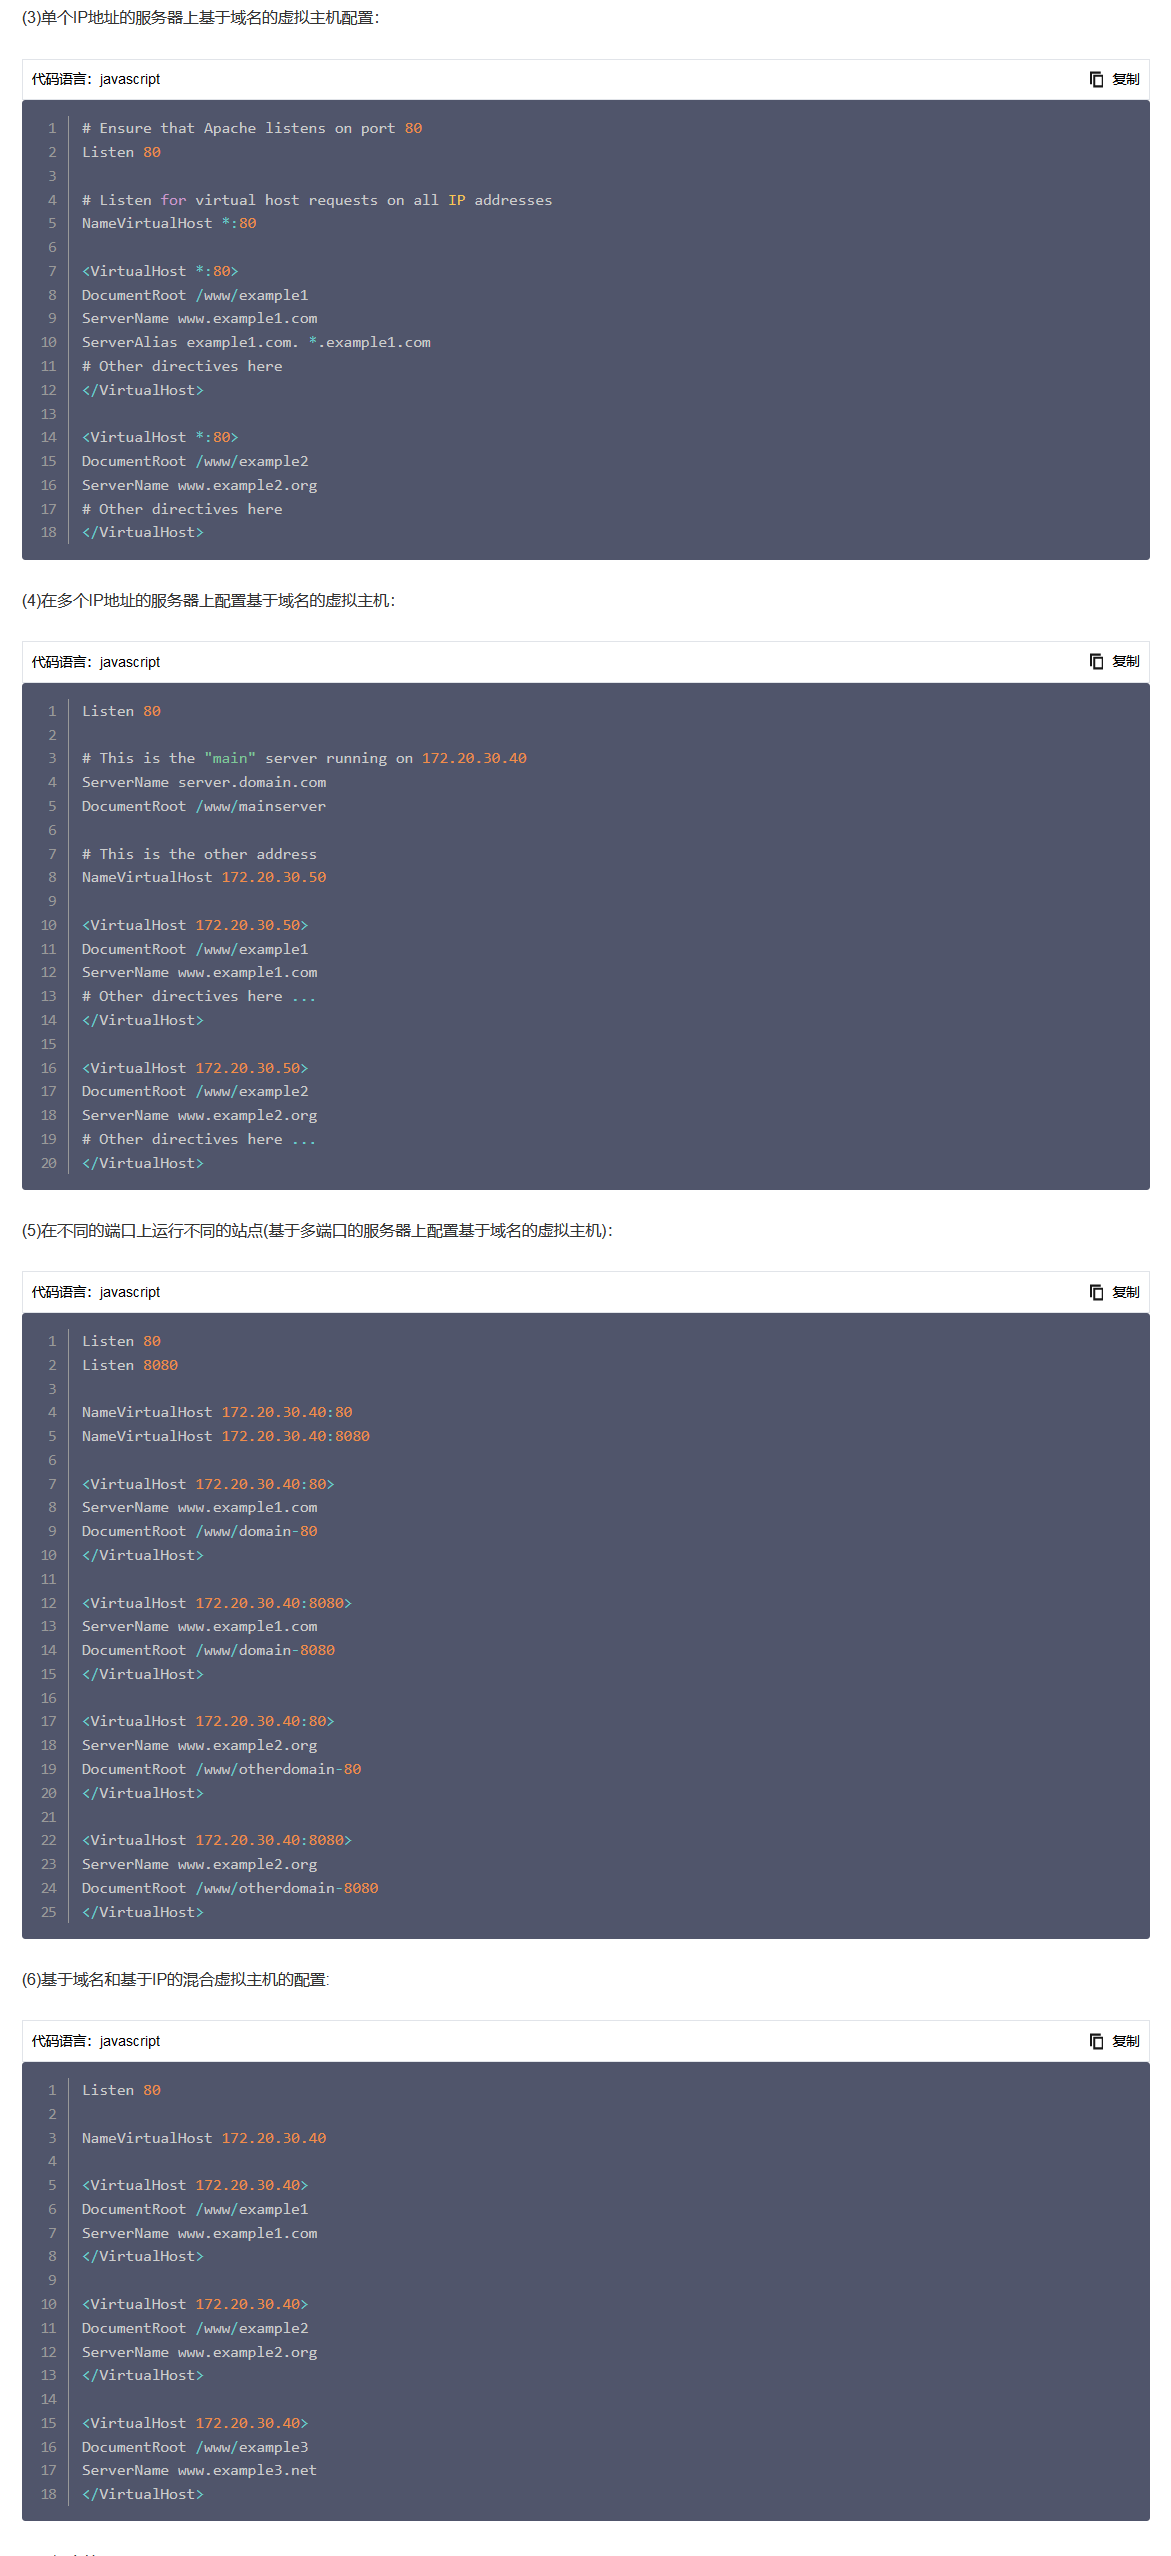 (3)单个IP地址的服务器上基于域名的虚拟主机配置：
代码语言：javascript
复制
1 # Ensure that Apache listens on port 80
2 Listen 80
3
4 # Listen for virtual host requests on all IP addresses
5 NameVirtualHost *:80
6
7 <VirtualHost *:80>
8 DocumentRoot /www/example1
9 ServerName www.example1.com
10 ServerAlias example1.com. *.example1.com
11 # Other directives here
12 </VirtualHost>
13
14 <VirtualHost *:80>
15 DocumentRoot /www/example2
16 ServerName www.example2.org
17 # Other directives here
18 </VirtualHost>
(4)在多个IP地址的服务器上配置基于域名的虚拟主机：
代码语言：javascript
复制
1 Listen 80
2
3 # This is the "main" server running on 172.20.30.40
4 ServerName server.domain.com
5 DocumentRoot /www/mainserver
6
7 # This is the other address
8 NameVirtualHost 172.20.30.50
9
10 <VirtualHost 172.20.30.50>
11 DocumentRoot /www/example1
12 ServerName www.example1.com
13 # Other directives here ...
14 </VirtualHost>
15
16 <VirtualHost 172.20.30.50>
17 DocumentRoot /www/example2
18 ServerName www.example2.org
19 # Other directives here ...
20 </VirtualHost>
(5)在不同的端口上运行不同的站点(基于多端口的服务器上配置基于域名的虚拟主机)：
代码语言：javascript
复制
1 Listen 80
2 Listen 8080
3
4 NameVirtualHost 172.20.30.40:80
5 NameVirtualHost 172.20.30.40:8080
6
7 <VirtualHost 172.20.30.40:80>
8 ServerName www.example1.com
9 DocumentRoot /www/domain-80
10 </VirtualHost>
11
12 <VirtualHost 172.20.30.40:8080>
13 ServerName www.example1.com
14 DocumentRoot /www/domain-8080
15 </VirtualHost>
16
17 <VirtualHost 172.20.30.40:80>
18 ServerName www.example2.org
19 DocumentRoot /www/otherdomain-80
20 </VirtualHost>
21
22 <VirtualHost 172.20.30.40:8080>
23 ServerName www.example2.org
24 DocumentRoot /www/otherdomain-8080
25 </VirtualHost>
(6)基于域名和基于IP的混合虚拟主机的配置:
代码语言：javascript
复制
1 Listen 80
2
3 NameVirtualHost 172.20.30.40
4
5 <VirtualHost 172.20.30.40>
6 DocumentRoot /www/example1
7 ServerName www.example1.com
8 </VirtualHost>
9
10 <VirtualHost 172.20.30.40>
11 DocumentRoot /www/example2
12 ServerName www.example2.org
13 </VirtualHost>
14
15 <VirtualHost 172.20.30.40>
16 DocumentRoot /www/example3
17 ServerName www.example3.net
18 </VirtualHost>